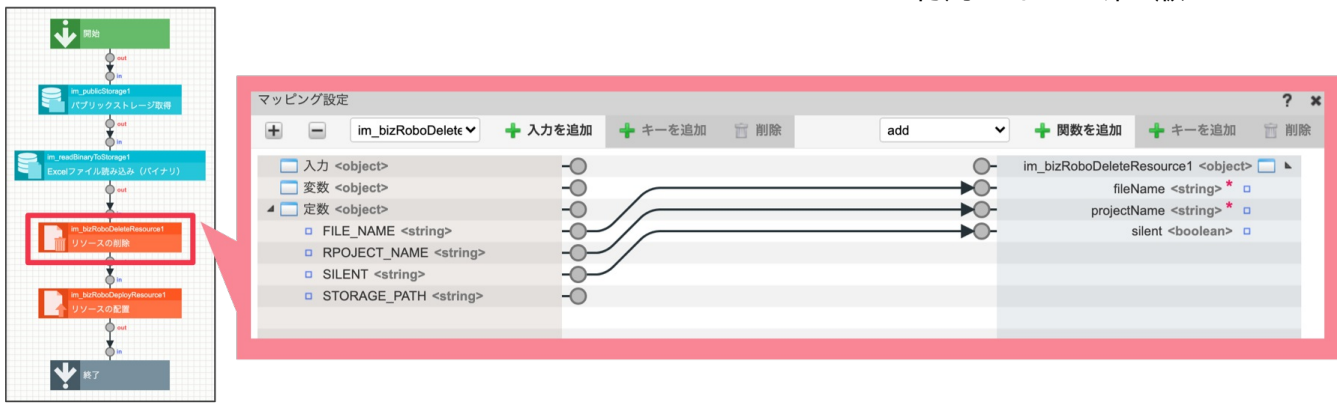 開始
out
in
im_publicStorage1
パブリックストレージ取得
out
in
im_readBinaryToStorage1
Excelファイル読み込み（バイナリ）
out
im_bizRoboDeleteResource1
リソースの削除
in
im_bizRoboDeployResource1
リソースの配置
out
in
終了
マッピング設定
? ×
im_bizRoboDelete 入力を追加 キーを追加 削除 add 関数を追加 キーを追加 削除
入力 <object> im_bizRoboDeleteResource1 <object>
変数 <object> fileName <string> *
定数 <object> projectName <string> *
FILE_NAME <string> silent <boolean>
RPOJECT_NAME <string>
SILENT <string>
STORAGE_PATH <string>